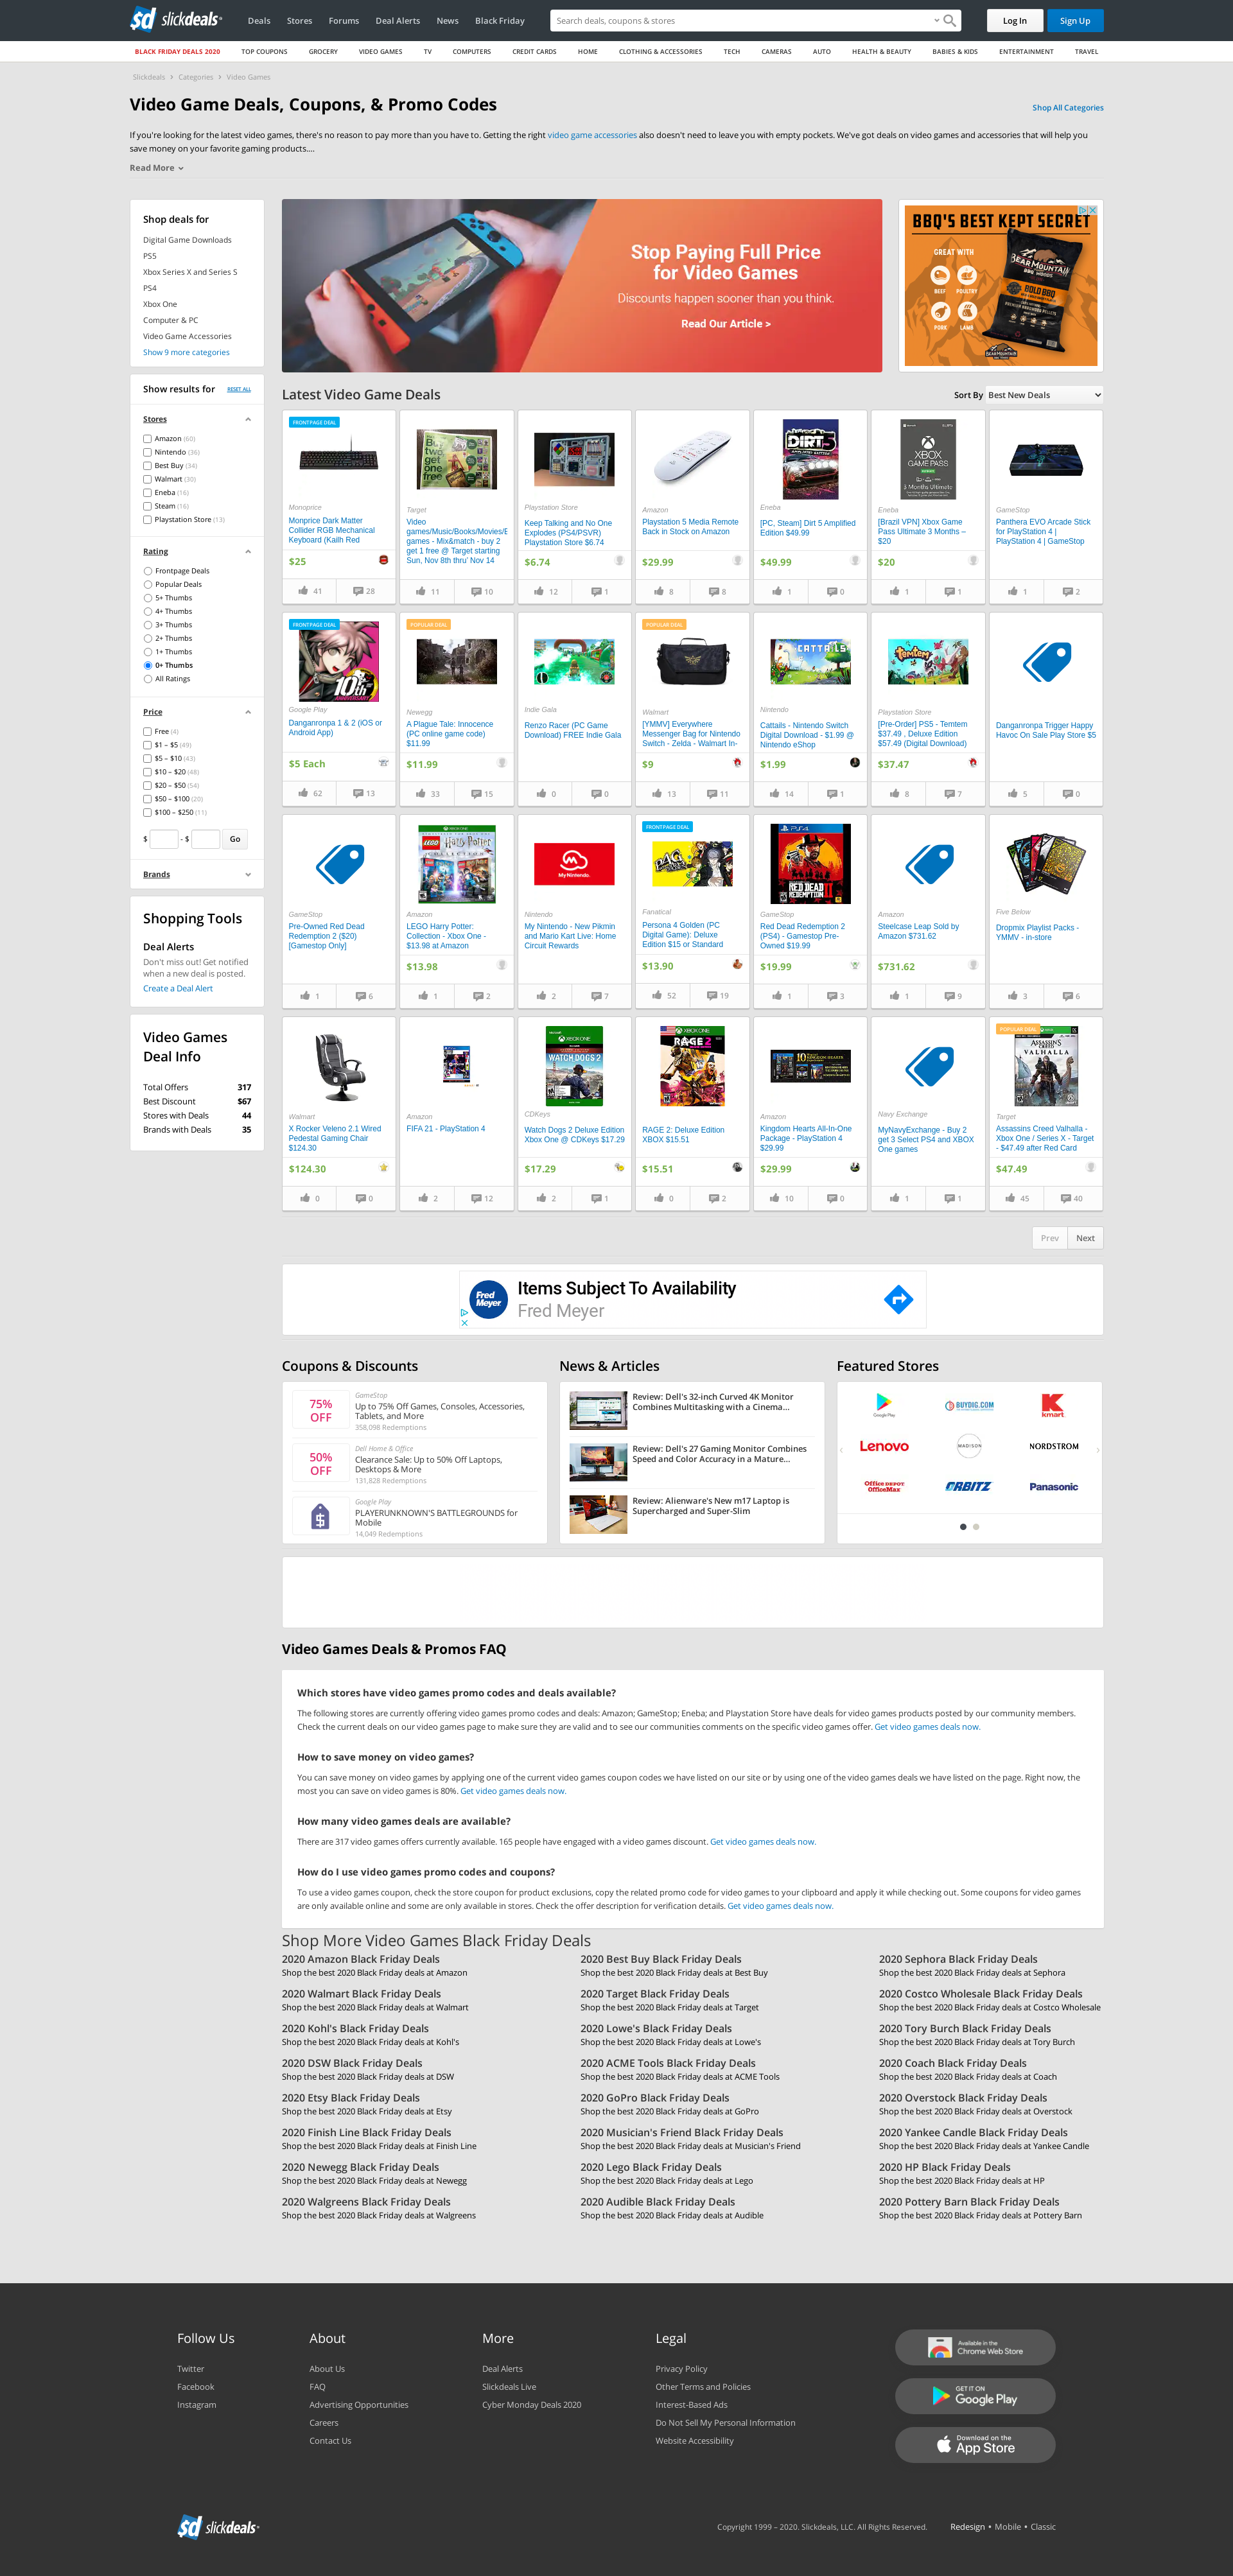 slickdeals
Deals
Stores
Forums
Deal Alerts
News
Black Friday
Search deals, coupons & stores
Log In
Sign Up
BLACK FRIDAY DEALS 2020
TOP COUPONS
GROCERY
VIDEO GAMES
TV
COMPUTERS
CREDIT CARDS
HOME
CLOTHING & ACCESSORIES
TECH
CAMERAS
AUTO
HEALTH & BEAUTY
BABIES & KIDS
ENTERTAINMENT
TRAVEL
Slickdeals > Categories > Video Games
Video Game Deals, Coupons, & Promo Codes
Shop All Categories
If you're looking for the latest video games, there's no reason to pay more than you have to. Getting the right video game accessories also doesn't need to leave you with empty pockets. We've got deals on video games and accessories that will help you
save money on your favorite gaming products....
Read More
Shop deals for
Digital Game Downloads
PS5
Xbox Series X and Series S
PS4
Xbox One
Computer & PC
Video Game Accessories
Show 9 more categories
Stop Paying Full Price
for Video Games
Discounts happen sooner than you think.
Read Our Article >
BBQ'S BEST KEPT SECRET
GREAT WITH
BEEF
POULTRY
PORK
LAMB
BEAR MOUNTAIN
BOLD BBQ
BEAR MOUNTAIN
Show results for
RESET ALL
Stores
Amazon (60)
Nintendo (36)
Best Buy (34)
Walmart (30)
Eneba (16)
Steam (16)
Playstation Store (13)
Rating
Frontpage Deals
Popular Deals
5+ Thumbs
4+ Thumbs
3+ Thumbs
2+ Thumbs
1+ Thumbs
0+ Thumbs
All Ratings
Price
Free (4)
$1 – $5 (49)
$5 – $10 (43)
$10 – $20 (48)
$20 – $50 (54)
$50 – $100 (20)
$100 – $250 (11)
$ - $ Go
Brands
Shopping Tools
Deal Alerts
Don't miss out! Get notified
when a new deal is posted.
Create a Deal Alert
Video Games
Deal Info
Total Offers 317
Best Discount $67
Stores with Deals 44
Brands with Deals 35
Latest Video Game Deals
Sort By Best New Deals
FRONTPAGE DEAL
Monoprice
Monprice Dark Matter
Collider RGB Mechanical
Keyboard (Kailh Red
$25
41 28
Buy two get one free
Target
Video
games/Music/Books/Movies/E
games - Mix&match - buy 2
get 1 free @ Target starting
Sun, Nov 8th thru' Nov 14
11 10
Playstation Store
Keep Talking and No One
Explodes (PS4/PSVR)
Playstation Store $6.74
$6.74
12 1
Amazon
Playstation 5 Media Remote
Back in Stock on Amazon
$29.99
8 8
DIRT 5
Eneba
[PC, Steam] Dirt 5 Amplified
Edition $49.99
$49.99
1 0
XBOX
GAME PASS
3 Months Ultimate
Eneba
[Brazil VPN] Xbox Game
Pass Ultimate 3 Months –
$20
$20
1 1
GameStop
Panthera EVO Arcade Stick
for PlayStation 4 |
PlayStation 4 | GameStop
1 2
FRONTPAGE DEAL
10th
ANNIVERSARY
Google Play
Danganronpa 1 & 2 (iOS or
Android App)
$5 Each
62 13
POPULAR DEAL
Newegg
A Plague Tale: Innocence
(PC online game code)
$11.99
$11.99
33 15
Indie Gala
Renzo Racer (PC Game
Download) FREE Indie Gala
0 0
POPULAR DEAL
Walmart
[YMMV] Everywhere
Messenger Bag for Nintendo
Switch - Zelda - Walmart In-
$9
13 11
CATTAILS
Nintendo
Cattails - Nintendo Switch
Digital Download - $1.99 @
Nintendo eShop
$1.99
14 1
temtem
Playstation Store
[Pre-Order] PS5 - Temtem
$37.49 , Deluxe Edition
$57.49 (Digital Download)
$37.47
8 7
Danganronpa Trigger Happy
Havoc On Sale Play Store $5
5 0
GameStop
Pre-Owned Red Dead
Redemption 2 ($20)
[Gamestop Only]
1 6
XBOX ONE
LEGO Harry Potter
COLLECTION
Amazon
LEGO Harry Potter:
Collection - Xbox One -
$13.98 at Amazon
$13.98
1 2
My Nintendo.
Nintendo
My Nintendo - New Pikmin
and Mario Kart Live: Home
Circuit Rewards
2 7
FRONTPAGE DEAL
P4G
Fanatical
Persona 4 Golden (PC
Digital Game): Deluxe
Edition $15 or Standard
$13.90
52 19
PS4
RED DEAD
REDEMPTION
II
GameStop
Red Dead Redemption 2
(PS4) - Gamestop Pre-
Owned $19.99
$19.99
1 3
Amazon
Steelcase Leap Sold by
Amazon $731.62
$731.62
1 9
Five Below
Dropmix Playlist Packs -
YMMV - in-store
3 6
Walmart
X Rocker Veleno 2.1 Wired
Pedestal Gaming Chair
$124.30
$124.30
0 0
Amazon
FIFA 21 - PlayStation 4
2 12
XBOX ONE
WATCH DOGS 2
CDKeys
Watch Dogs 2 Deluxe Edition
Xbox One @ CDKeys $17.29
$17.29
2 1
XBOX ONE
RAGE 2
RAGE 2: Deluxe Edition
XBOX $15.51
$15.51
0 2
10
Amazon
Kingdom Hearts All-In-One
Package - PlayStation 4
$29.99
$29.99
10 0
Navy Exchange
MyNavyExchange - Buy 2
get 3 Select PS4 and XBOX
One games
1 1
POPULAR DEAL
ASSASSIN'S
CREED
VALHALLA
Target
Assassins Creed Valhalla -
Xbox One / Series X - Target
- $47.49 after Red Card
$47.49
45 40
Prev Next
Fred Meyer
Items Subject To Availability
Fred Meyer
Coupons & Discounts
75%
OFF
GameStop
Up to 75% Off Games, Consoles, Accessories,
Tablets, and More
358,098 Redemptions
50%
OFF
Dell Home & Office
Clearance Sale: Up to 50% Off Laptops,
Desktops & More
131,828 Redemptions
$
Google Play
PLAYERUNKNOWN'S BATTLEGROUNDS for
Mobile
14,049 Redemptions
News & Articles
Review: Dell's 32-inch Curved 4K Monitor
Combines Multitasking with a Cinema...
Review: Dell's 27 Gaming Monitor Combines
Speed and Color Accuracy in a Mature...
Review: Alienware's New m17 Laptop is
Supercharged and Super-Slim
Featured Stores
Google Play
BUYDIG.COM
kmart
Lenovo
MADISON
NORDSTROM
Office DEPOT
OfficeMax
ORBITZ
Panasonic
Video Games Deals & Promos FAQ
Which stores have video games promo codes and deals available?
The following stores are currently offering video games promo codes and deals: Amazon; GameStop; Eneba; and Playstation Store have deals for video games products posted by our community members.
Check the current deals on our video games page to make sure they are valid and to see our communities comments on the specific video games offer. Get video games deals now.
How to save money on video games?
You can save money on video games by applying one of the current video games coupon codes we have listed on our site or by using one of the video games deals we have listed on the page. Right now, the
most you can save on video games is 80%. Get video games deals now.
How many video games deals are available?
There are 317 video games offers currently available. 165 people have engaged with a video games discount. Get video games deals now.
How do I use video games promo codes and coupons?
To use a video games coupon, check the store coupon for product exclusions, copy the related promo code for video games to your clipboard and apply it while checking out. Some coupons for video games
are only available online and some are only available in stores. Check the offer description for verification details. Get video games deals now.
Shop More Video Games Black Friday Deals
2020 Amazon Black Friday Deals
Shop the best 2020 Black Friday deals at Amazon
2020 Best Buy Black Friday Deals
Shop the best 2020 Black Friday deals at Best Buy
2020 Sephora Black Friday Deals
Shop the best 2020 Black Friday deals at Sephora
2020 Walmart Black Friday Deals
Shop the best 2020 Black Friday deals at Walmart
2020 Target Black Friday Deals
Shop the best 2020 Black Friday deals at Target
2020 Costco Wholesale Black Friday Deals
Shop the best 2020 Black Friday deals at Costco Wholesale
2020 Kohl's Black Friday Deals
Shop the best 2020 Black Friday deals at Kohl's
2020 Lowe's Black Friday Deals
Shop the best 2020 Black Friday deals at Lowe's
2020 Tory Burch Black Friday Deals
Shop the best 2020 Black Friday deals at Tory Burch
2020 DSW Black Friday Deals
Shop the best 2020 Black Friday deals at DSW
2020 ACME Tools Black Friday Deals
Shop the best 2020 Black Friday deals at ACME Tools
2020 Coach Black Friday Deals
Shop the best 2020 Black Friday deals at Coach
2020 Etsy Black Friday Deals
Shop the best 2020 Black Friday deals at Etsy
2020 GoPro Black Friday Deals
Shop the best 2020 Black Friday deals at GoPro
2020 Overstock Black Friday Deals
Shop the best 2020 Black Friday deals at Overstock
2020 Finish Line Black Friday Deals
Shop the best 2020 Black Friday deals at Finish Line
2020 Musician's Friend Black Friday Deals
Shop the best 2020 Black Friday deals at Musician's Friend
2020 Yankee Candle Black Friday Deals
Shop the best 2020 Black Friday deals at Yankee Candle
2020 Newegg Black Friday Deals
Shop the best 2020 Black Friday deals at Newegg
2020 Lego Black Friday Deals
Shop the best 2020 Black Friday deals at Lego
2020 HP Black Friday Deals
Shop the best 2020 Black Friday deals at HP
2020 Walgreens Black Friday Deals
Shop the best 2020 Black Friday deals at Walgreens
2020 Audible Black Friday Deals
Shop the best 2020 Black Friday deals at Audible
2020 Pottery Barn Black Friday Deals
Shop the best 2020 Black Friday deals at Pottery Barn
Follow Us
Twitter
Facebook
Instagram
About
About Us
FAQ
Advertising Opportunities
Careers
Contact Us
More
Deal Alerts
Slickdeals Live
Cyber Monday Deals 2020
Legal
Privacy Policy
Other Terms and Policies
Interest-Based Ads
Do Not Sell My Personal Information
Website Accessibility
Available in the
Chrome Web Store
GET IT ON
Google Play
Download on the
App Store
slickdeals
Copyright 1999 – 2020. Slickdeals, LLC. All Rights Reserved.
Redesign • Mobile • Classic